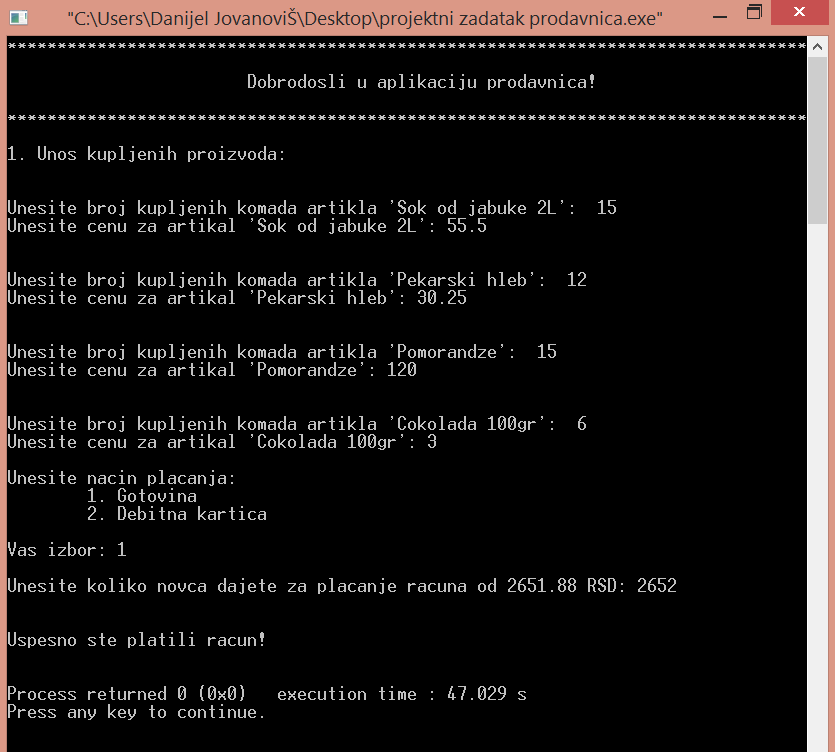 "C:\Users\Danijel JovanoviŠ\Desktop\projektni zadatak prodavnica.exe"
********************************************************************************
Dobrodosli u aplikaciju prodavnica!
********************************************************************************
1. Unos kupljenih proizvoda:
Unesite broj kupljenih komada artikla 'Sok od jabuke 2L':  15
Unesite cenu za artikal 'Sok od jabuke 2L': 55.5
Unesite broj kupljenih komada artikla 'Pekarski hleb':  12
Unesite cenu za artikal 'Pekarski hleb': 30.25
Unesite broj kupljenih komada artikla 'Pomorandze':  15
Unesite cenu za artikal 'Pomorandze': 120
Unesite broj kupljenih komada artikla 'Cokolada 100gr':  6
Unesite cenu za artikal 'Cokolada 100gr': 3
Unesite nacin placanja:
1. Gotovina
2. Debitna kartica
Vas izbor: 1
Unesite koliko novca dajete za placanje racuna od 2651.88 RSD: 2652
Uspesno ste platili racun!
Process returned 0 (0x0)   execution time : 47.029 s
Press any key to continue.